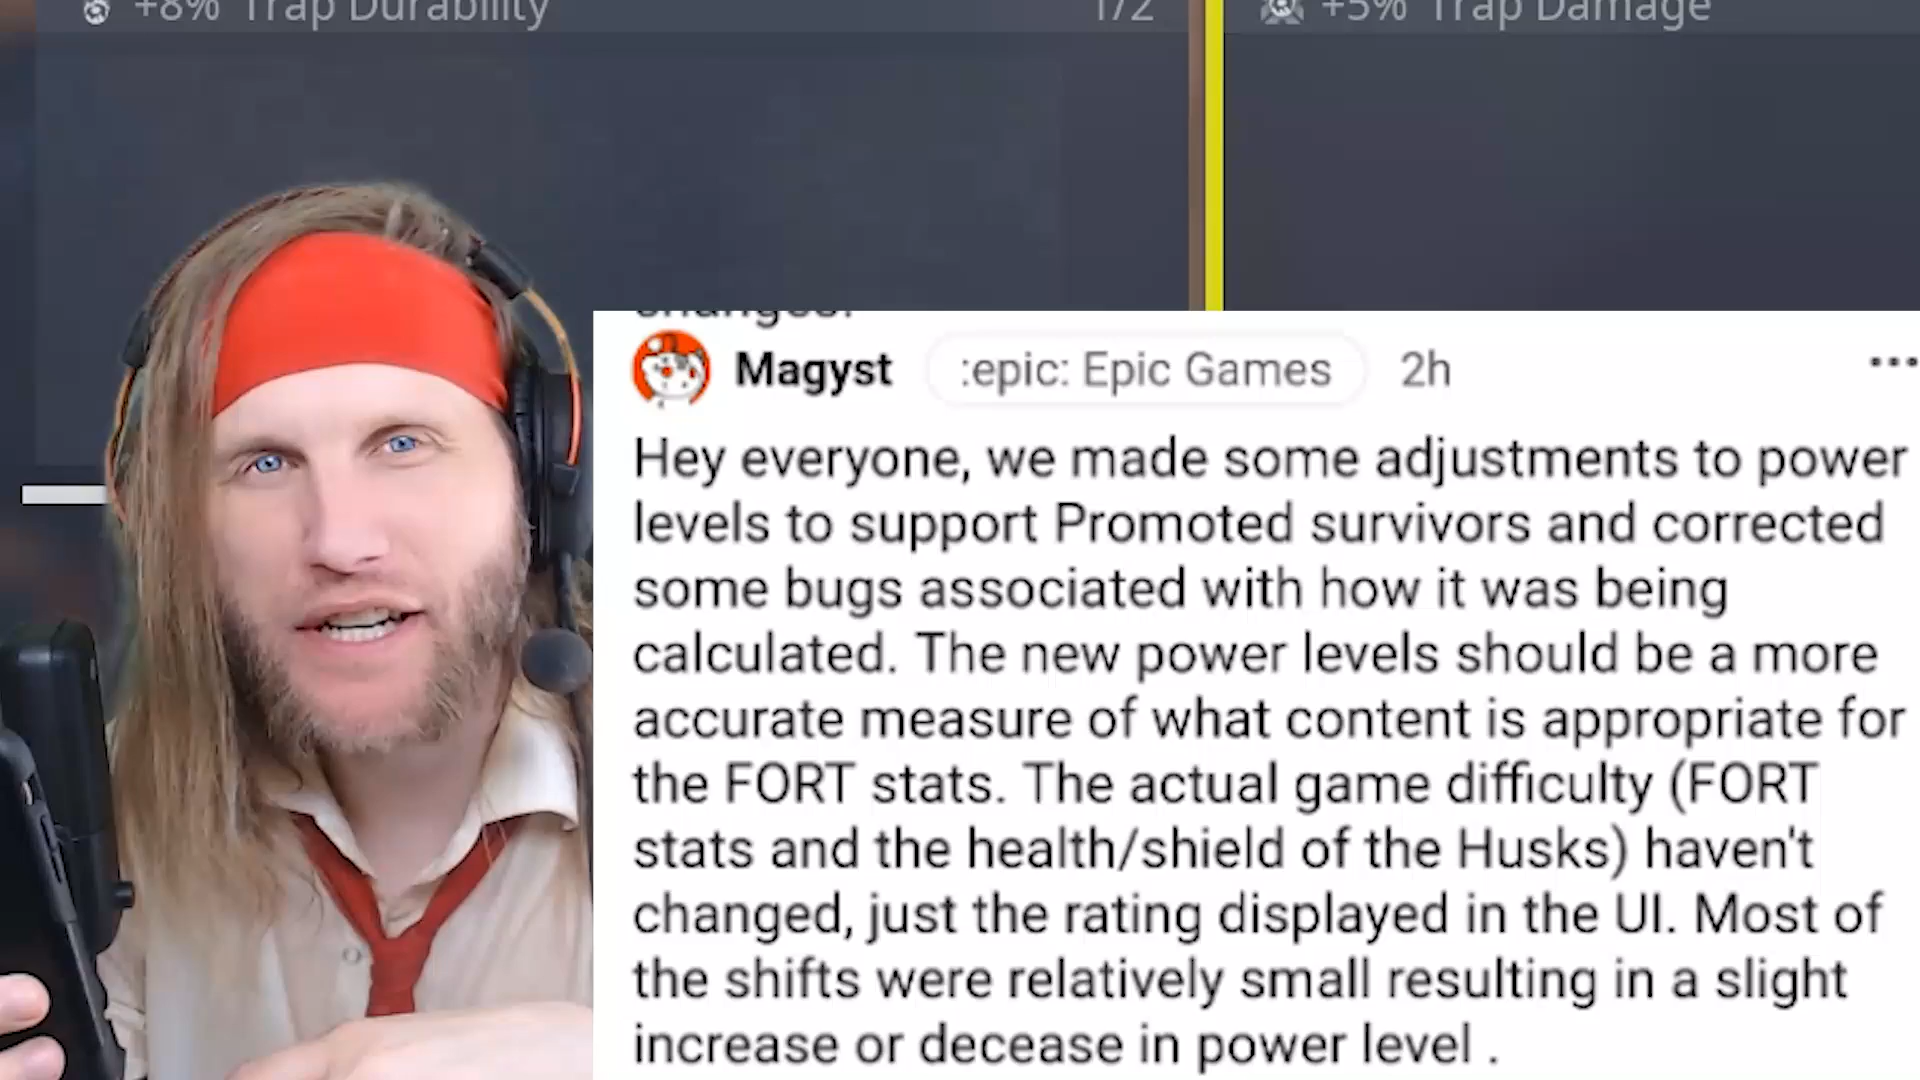 +8% Trap Durability 1/2 +5% Trap Damage
changes.
Magyst :epic: Epic Games 2h ...
Hey everyone, we made some adjustments to power
levels to support Promoted survivors and corrected
some bugs associated with how it was being
calculated. The new power levels should be a more
accurate measure of what content is appropriate for
the FORT stats. The actual game difficulty (FORT
stats and the health/shield of the Husks) haven't
changed, just the rating displayed in the UI. Most of
the shifts were relatively small resulting in a slight
increase or decease in power level .